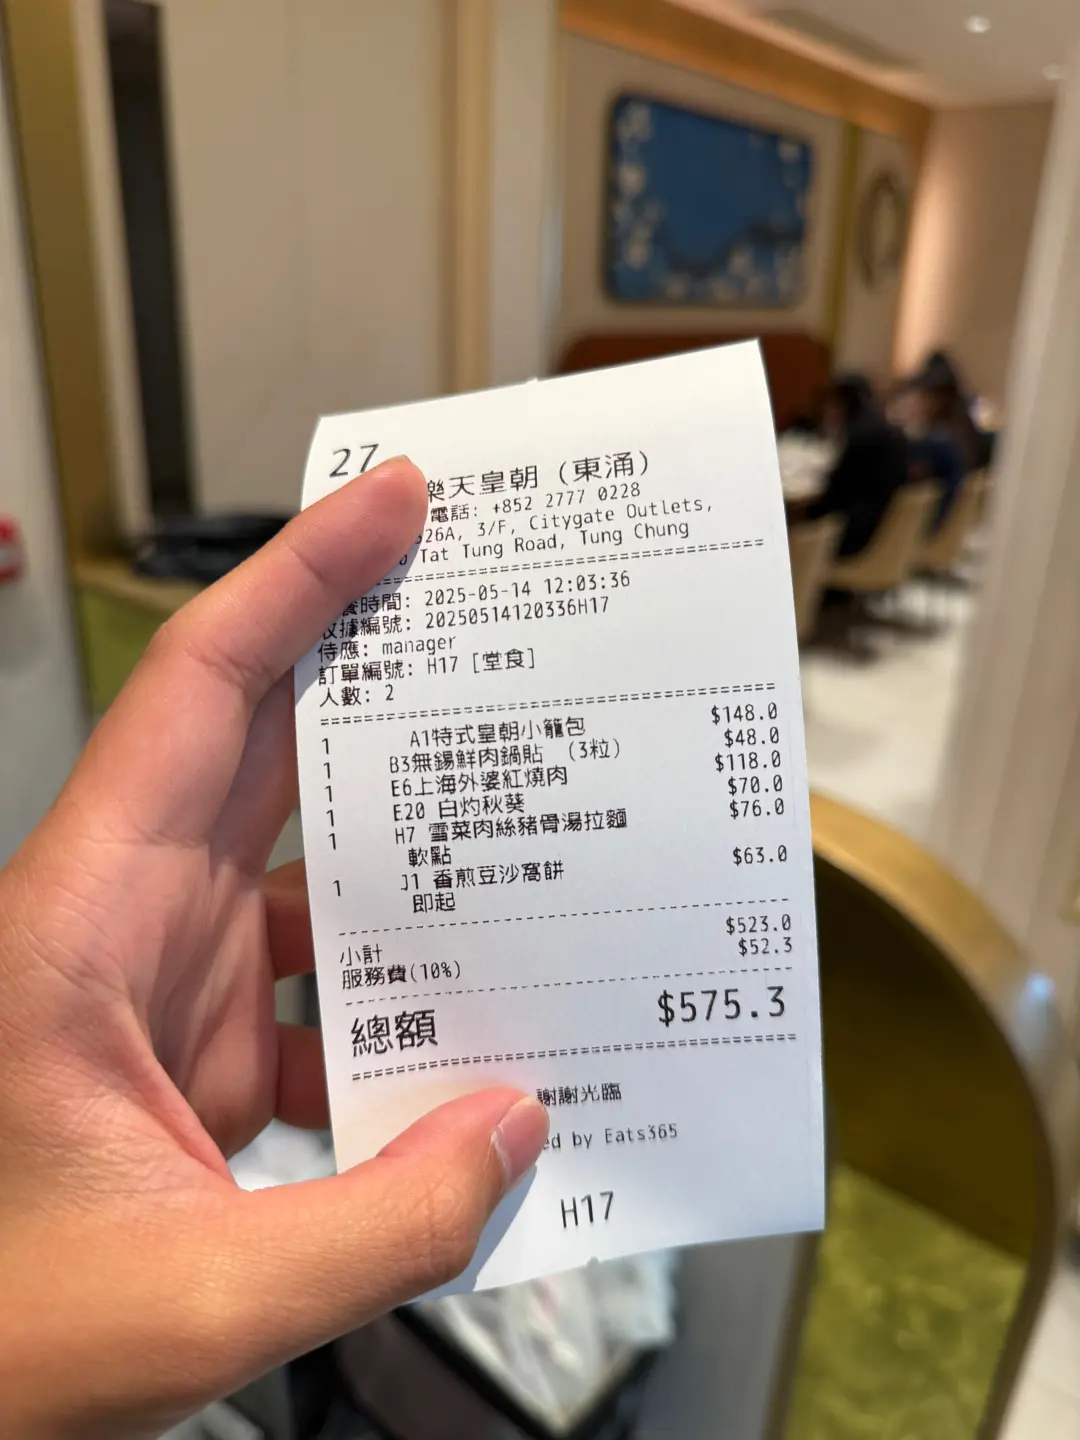 27
樂天皇朝 (東涌)
電話: +852 2777 0228
26A, 3/F, Citygate Outlets,
Tat Tung Road, Tung Chung
時間: 2025-05-14 12:03:36
收據編號: 20250514120336H17
侍應: manager
訂單編號: H17 [堂食]
人數: 2
1 A1特式皇朝小籠包 $148.0
1 B3無錫鮮肉鍋貼 (3粒) $48.0
1 E6上海外婆紅燒肉 $118.0
1 E20 白灼秋葵 $70.0
1 H7 雪菜肉絲豬骨湯拉麵 $76.0
軟點
1 J1 香煎豆沙窩餅 $63.0
即起
小計 $523.0
服務費(10%) $52.3
總額 $575.3
謝謝光臨
ed by Eats365
H17